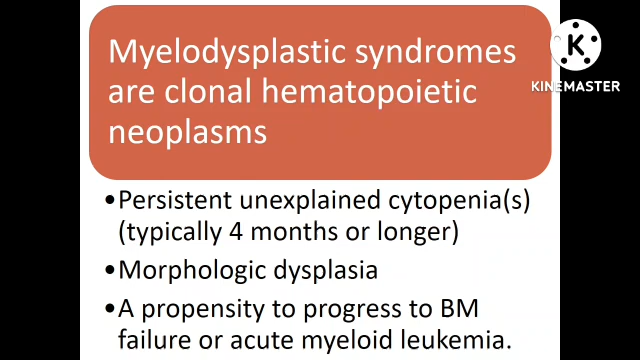 Myelodysplastic syndromes
are clonal hematopoietic
neoplasms
K
KINEMASTER
•Persistent unexplained cytopenia(s)
(typically 4 months or longer)
•Morphologic dysplasia
•A propensity to progress to BM
failure or acute myeloid leukemia.